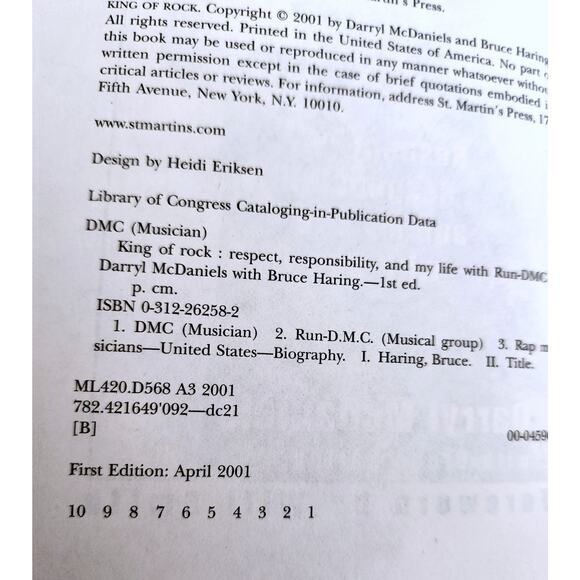 n's Press.
KING OF ROCK. Copyright © 2001 by Darryl McDaniels and Bruce Haring
All rights reserved. Printed in the United States of America. No part o
this book may be used or reproduced in any manner whatsoever withou
written permission except in the case of brief quotations embodied i
critical articles or reviews. For information, address St. Martin's Press, 17
Fifth Avenue, New York, N.Y. 10010.
www.stmartins.com
Design by Heidi Eriksen
Library of Congress Cataloging-in-Publication Data
DMC (Musician)
King of rock : respect, responsibility, and my life with Run-DMC
Darryl McDaniels with Bruce Haring.—1st ed.
p. cm.
ISBN 0-312-26258-2
1. DMC (Musician) 2. Run-D.M.C. (Musical group) 3. Rap m
sicians—United States—Biography. I. Haring, Bruce. II. Title.
ML420.D568 A3 2001
782.421649'092—dc21
[B]
00-0459
First Edition: April 2001
10 9 8 7 6 5 4 3 2 1